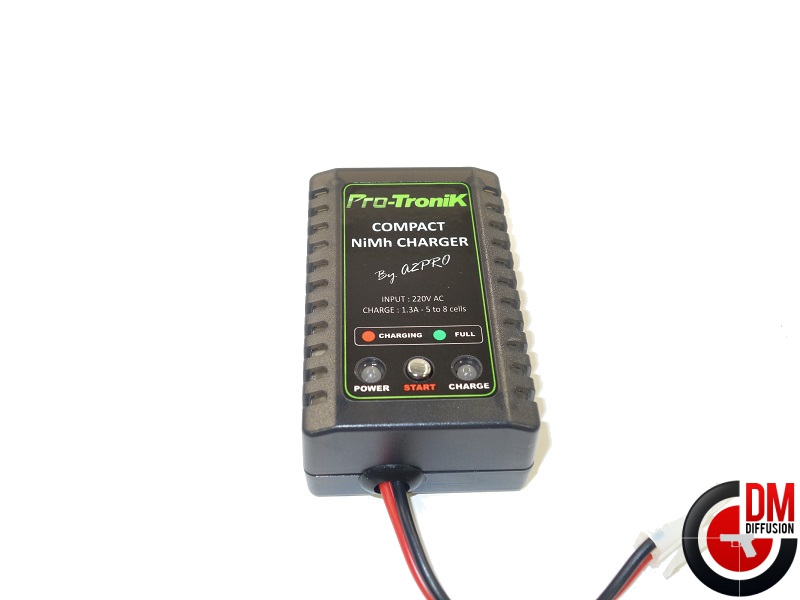 Pro-TroniK
COMPACT
NiMh CHARGER
By. AZPRO
INPUT : 220V AC
CHARGE : 1.3A - 5 to 8 cells
CHARGING FULL
POWER START CHARGE
DM
DIFFUSION